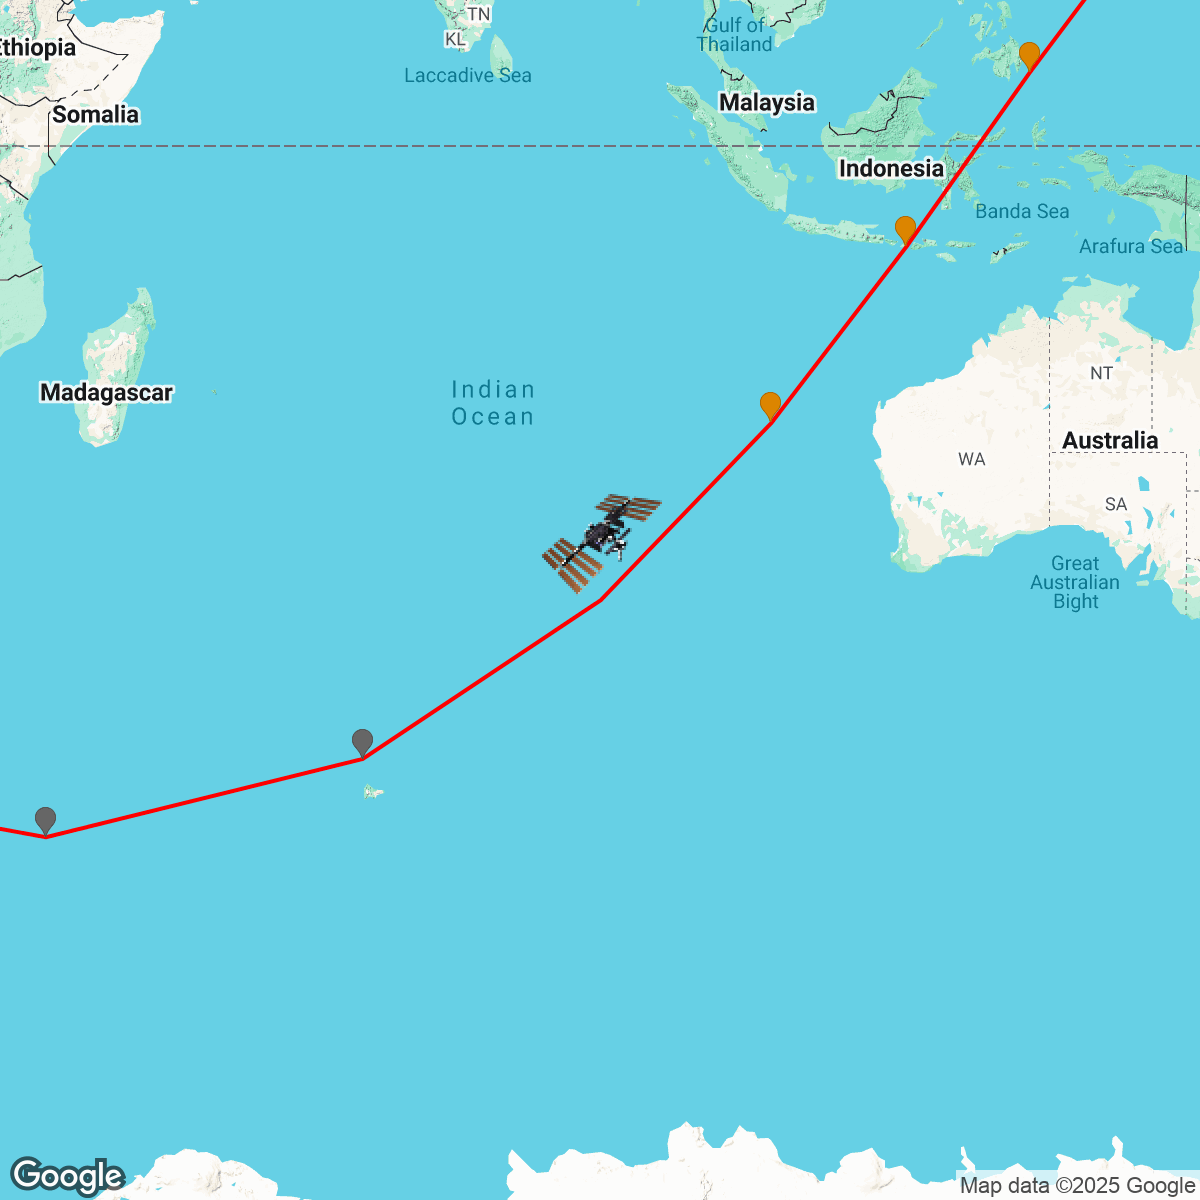 TN
Ethiopia
KL
Gulf of
Thailand
Laccadive Sea
Malaysia
Somalia
Indonesia
Banda Sea
Arafura Sea
NT
Indian
Ocean
Madagascar
Australia
WA
SA
Great
Australian
Bight
Google
Map data ©2025 Google